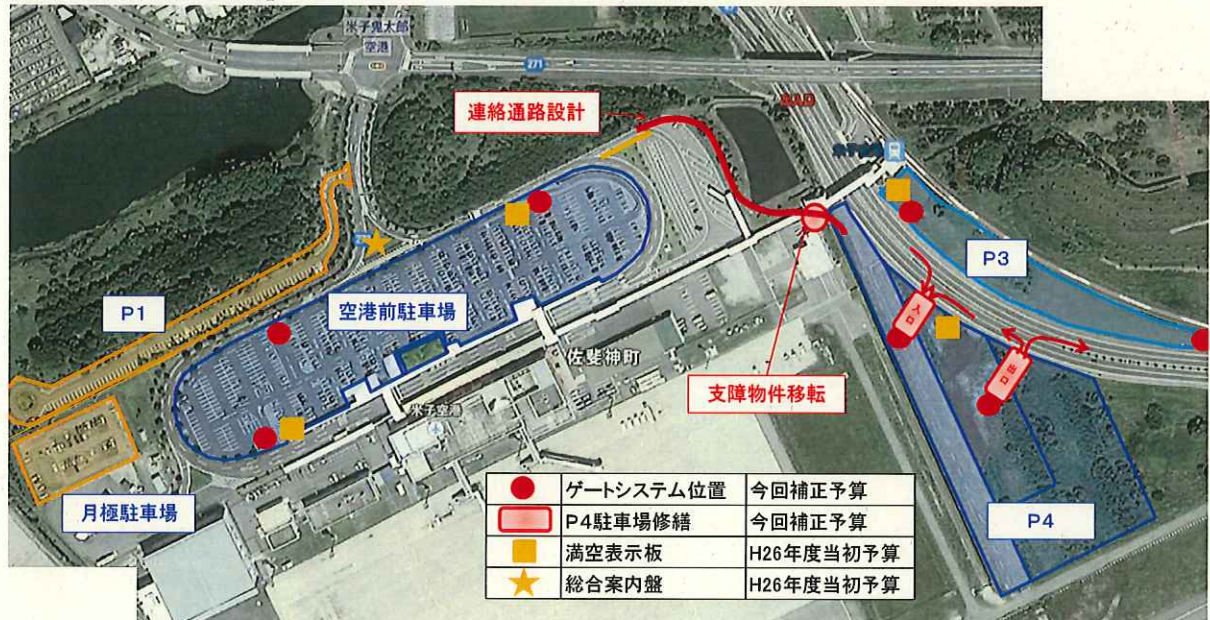 米子鬼太郎
空港
271
連絡通路設計
P3
P1
空港前駐車場
入口
佐斐神町
出口
支障物件移転
米子空港
月極駐車場
P4
ゲートシステム位置 今回補正予算
P4駐車場修繕 今回補正予算
満空表示板 H26年度当初予算
総合案内盤 H26年度当初予算